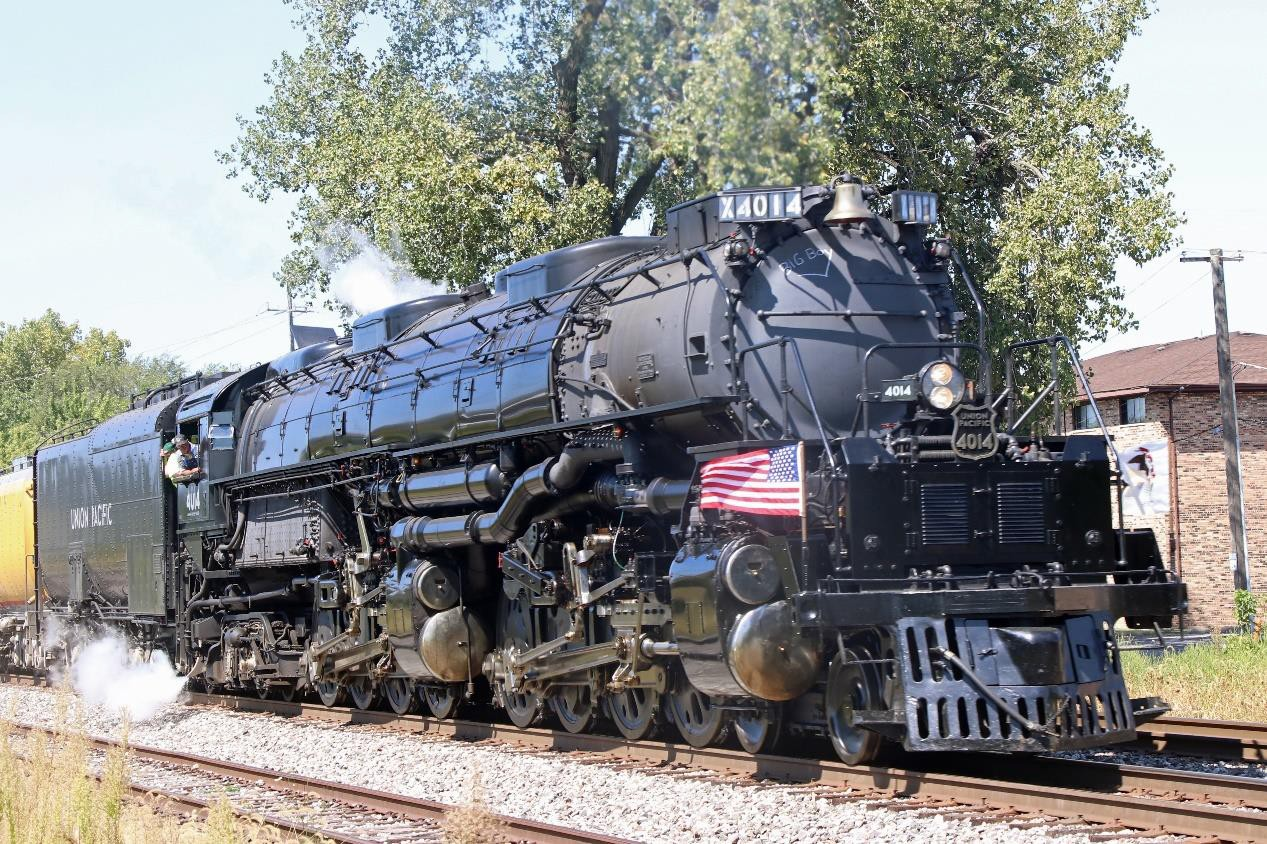 X4014
BIG BOY
4014
UNION
PACIFIC
4014
4014
UNION PACIFIC